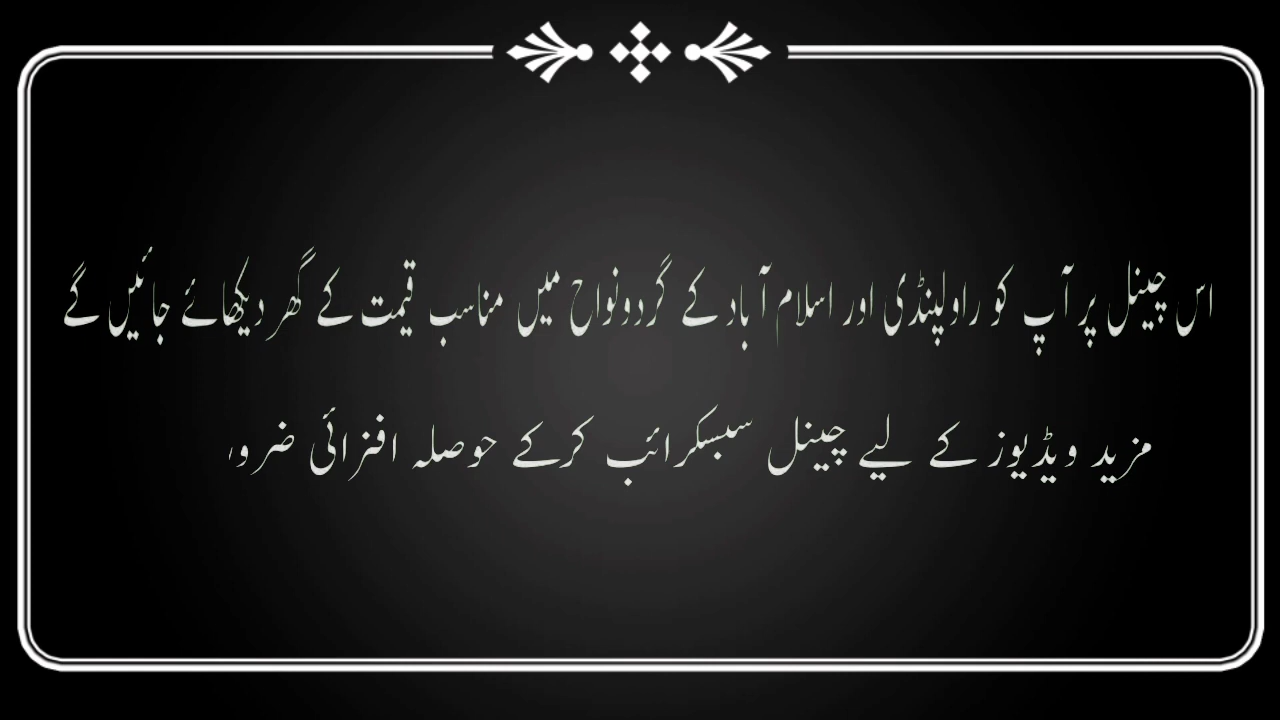 اس چینل پر آپ کو راولپنڈی اور اسلام آباد کے گردونواح میں مناسب قیمت کے گھر دیکھائے جائیں گے
مزید ویڈیوز کے لیے چینل سبسکرائب کرکے حوصلہ افزائی